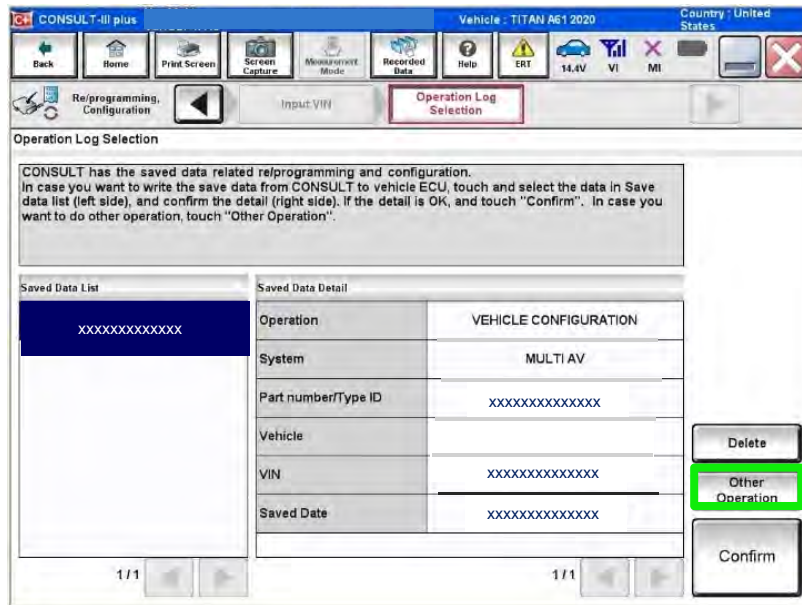 C+ CONSULT-III plus
Vehicle : TITAN A61 2020
Country : United States
Back
Home
Print Screen
Screen Capture
Measurement Mode
Recorded Data
Help
ERT
14.4V
VI
MI
Re/programming, Configuration
Input VIN
Operation Log Selection
Operation Log Selection
CONSULT has the saved data related re/programming and configuration.
In case you want to write the save data from CONSULT to vehicle ECU, touch and select the data in Save
data list (left side), and confirm the detail (right side). If the detail is OK, and touch "Confirm". In case you
want to do other operation, touch "Other Operation".
Saved Data List
Saved Data Detail
xxxxxxxxxxxxx
Operation
VEHICLE CONFIGURATION
System
MULTI AV
Part number/Type ID
xxxxxxxxxxxxxx
Vehicle
VIN
xxxxxxxxxxxxxx
Saved Date
xxxxxxxxxxxxxx
Delete
Other Operation
Confirm
1/1
1/1